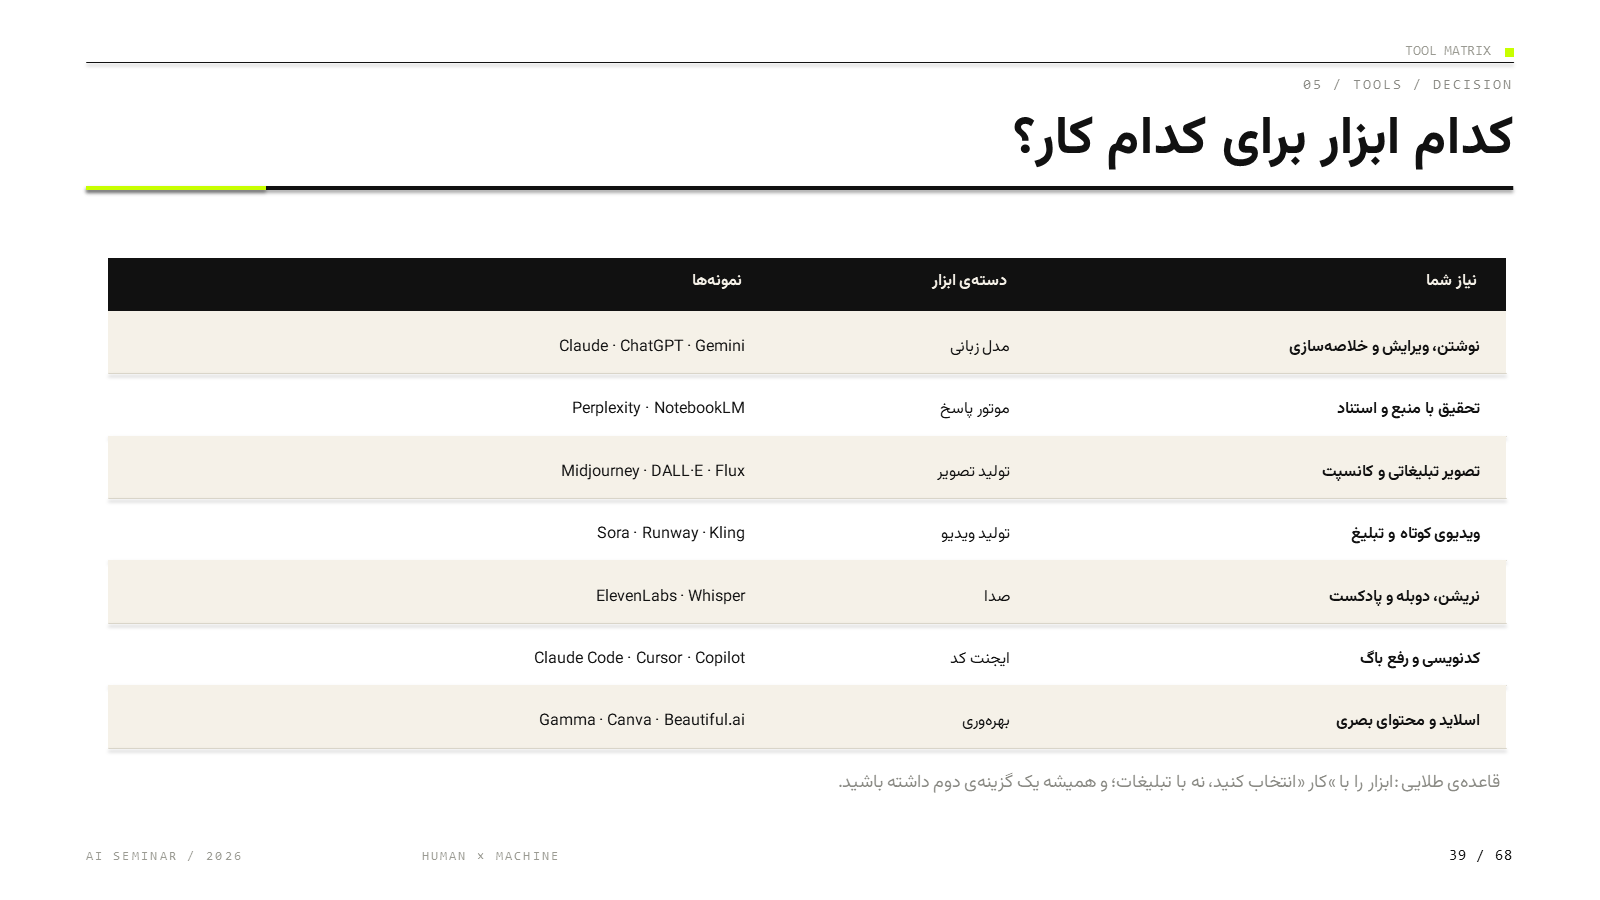 TOOL MATRIX
05 / TOOLS / DECISION
کدام ابزار برای کدام کار؟
نیاز شما	دسته‌ی ابزار	نمونه‌ها
نوشتن، ویرایش و خلاصه‌سازی	مدل زبانی	Claude · ChatGPT · Gemini
تحقیق با منبع و استناد	موتور پاسخ	Perplexity · NotebookLM
تصویر تبلیغاتی و کانسپت	تولید تصویر	Midjourney · DALL·E · Flux
ویدیوی کوتاه و تبلیغ	تولید ویدیو	Sora · Runway · Kling
نریشن، دوبله و پادکست	صدا	ElevenLabs · Whisper
کدنویسی و رفع باگ	ایجنت کد	Claude Code · Cursor · Copilot
اسلاید و محتوای بصری	بهره‌وری	Gamma · Canva · Beautiful.ai
قاعده‌ی طلایی: ابزار را با «کار» انتخاب کنید، نه با تبلیغات؛ و همیشه یک گزینه‌ی دوم داشته باشید.
AI SEMINAR / 2026	HUMAN × MACHINE	39 / 68